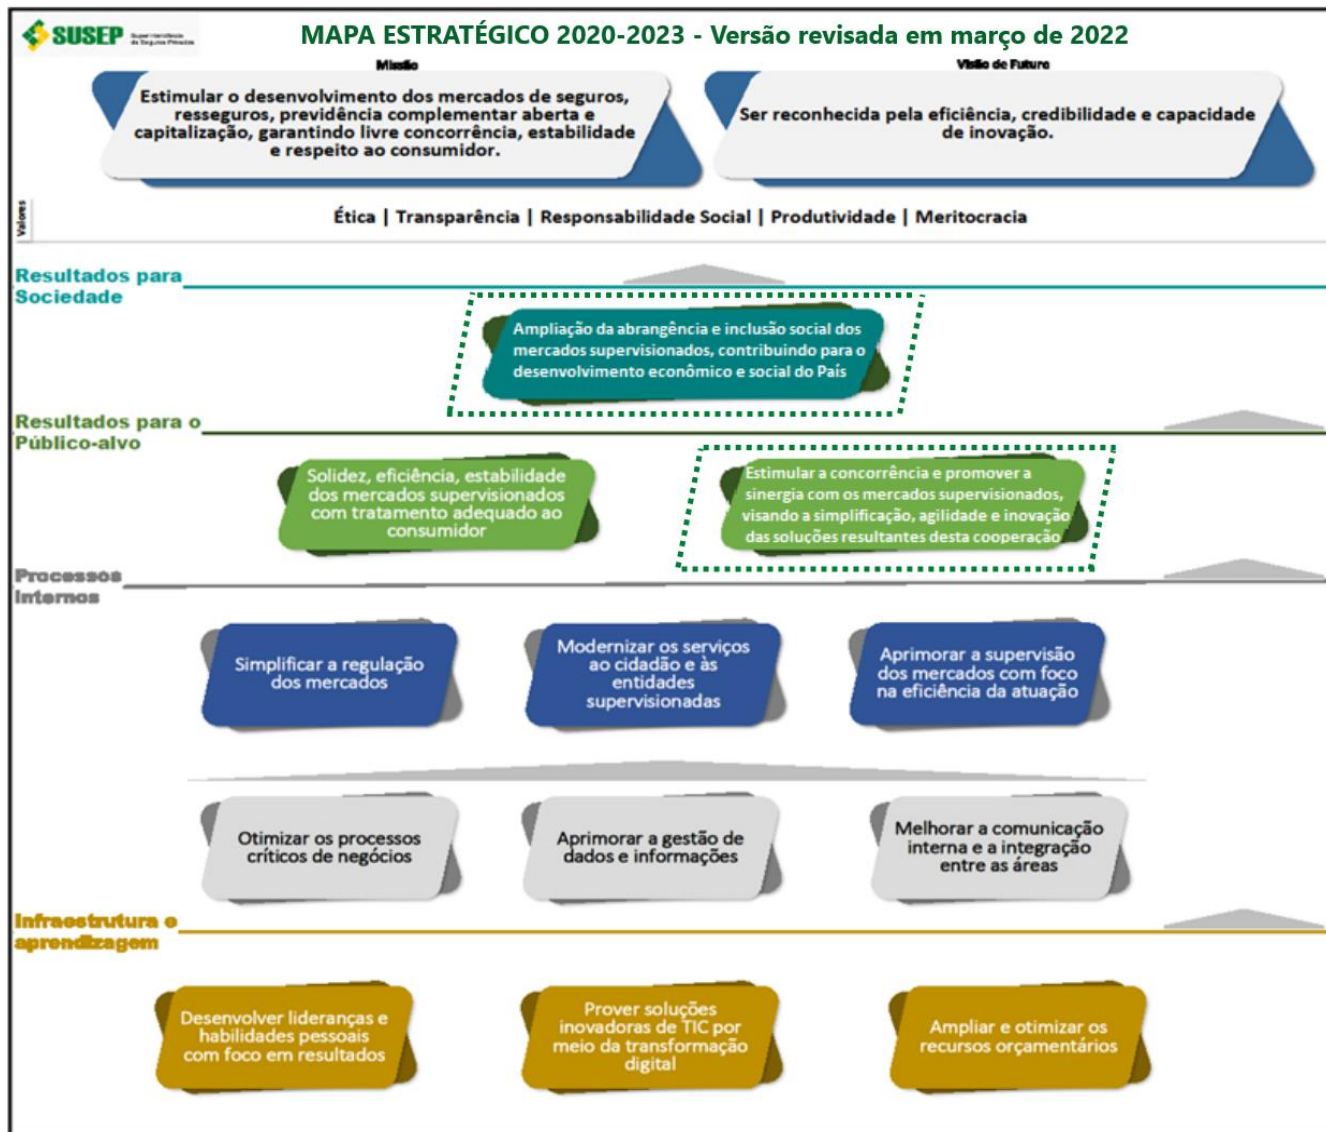 SUSEP Superintendência
de Seguros Privados
MAPA ESTRATÉGICO 2020-2023 - Versão revisada em março de 2022
Missão
Estimular o desenvolvimento dos mercados de seguros,
resseguros, previdência complementar aberta e
capitalização, garantindo livre concorrência, estabilidade
e respeito ao consumidor.
Visão de Futuro
Ser reconhecida pela eficiência, credibilidade e capacidade
de inovação.
Valores
Ética | Transparência | Responsabilidade Social | Produtividade | Meritocracia
Resultados para
Sociedade
Ampliação da abrangência e inclusão social dos
mercados supervisionados, contribuindo para o
desenvolvimento econômico e social do País
Resultados para o
Público-alvo
Solidez, eficiência, estabilidade
dos mercados supervisionados
com tratamento adequado ao
consumidor
Estimular a concorrência e promover a
sinergia com os mercados supervisionados,
visando a simplificação, agilidade e inovação
das soluções resultantes desta cooperação
Processos
Internos
Simplificar a regulação
dos mercados
Modernizar os serviços
ao cidadão e às
entidades
supervisionadas
Aprimorar a supervisão
dos mercados com foco
na eficiência da atuação
Otimizar os processos
críticos de negócios
Aprimorar a gestão de
dados e informações
Melhorar a comunicação
interna e a integração
entre as áreas
Infraestrutura e
aprendizagem
Desenvolver lideranças e
habilidades pessoais
com foco em resultados
Prover soluções
inovadoras de TIC por
meio da transformação
digital
Ampliar e otimizar os
recursos orçamentários